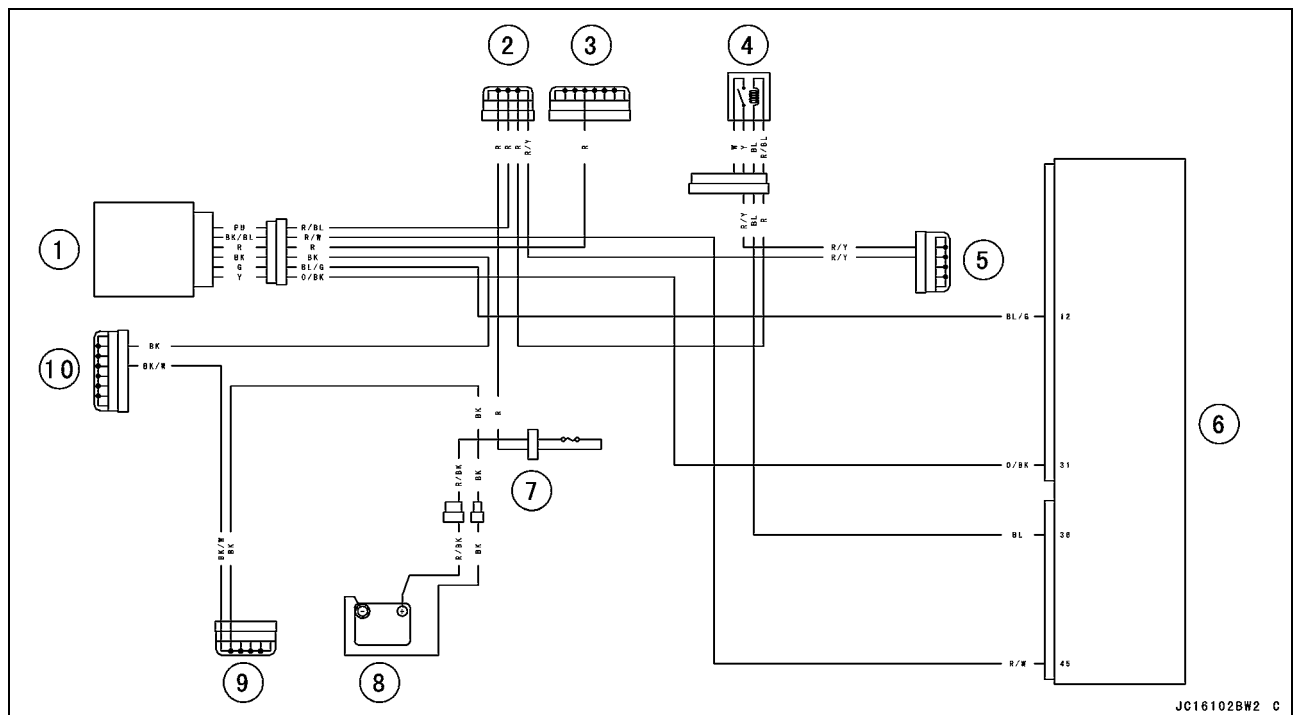 2
3
4
R
R
R
R/Y
R
W
Y
BL
R/BL
1
PU
BK/BL
R
BK
G
Y
R/BL
R/W
R
BK
BL/G
O/BK
R/Y
BL
R
R/Y
R/Y
5
BL/G
12
10
BK
BK/W
BK
R
6
7
R/BK
BK
O/BK
31
R/BK
BK
BL
38
BK/W
BK
9
8
R/W
45
JC16102BW2 C